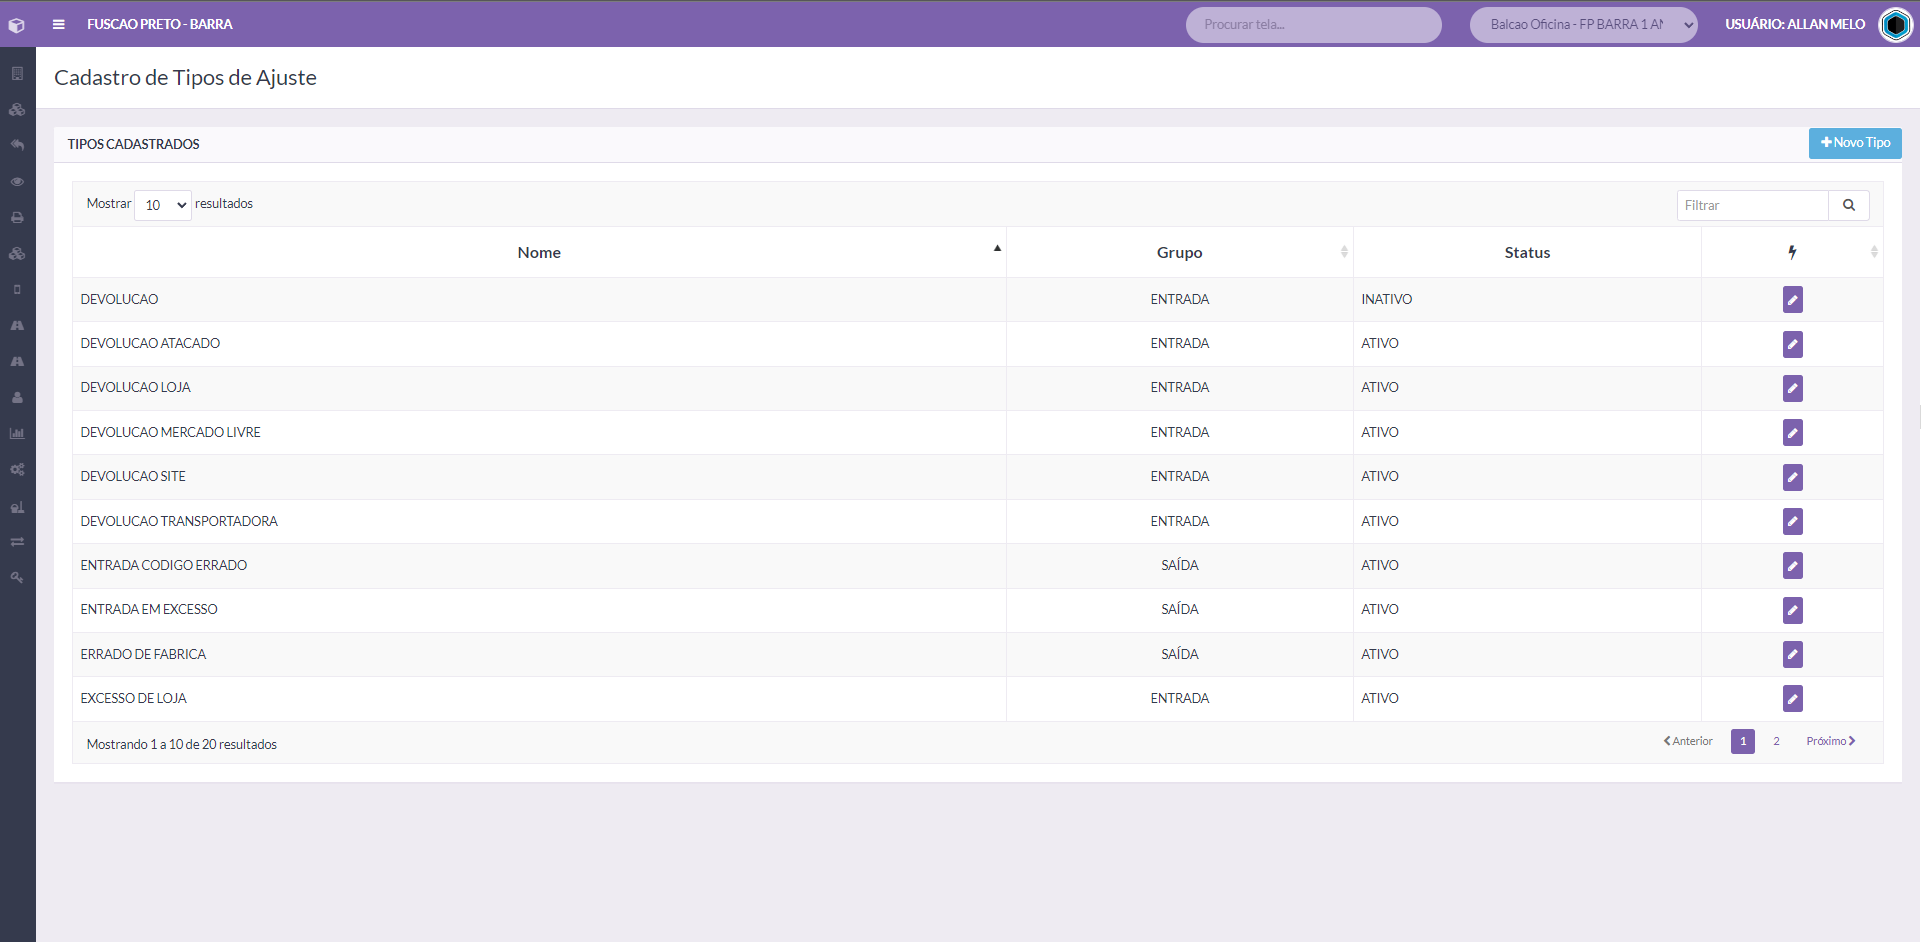 FUSCAO PRETO - BARRA
Procurar tela...
Balcao Oficina - FP BARRA 1 AN
USUÁRIO: ALLAN MELO
Cadastro de Tipos de Ajuste
TIPOS CADASTRADOS
Novo Tipo
Mostrar 10 resultados
Filtrar
Nome Grupo Status
DEVOLUCAO ENTRADA INATIVO
DEVOLUCAO ATACADO ENTRADA ATIVO
DEVOLUCAO LOJA ENTRADA ATIVO
DEVOLUCAO MERCADO LIVRE ENTRADA ATIVO
DEVOLUCAO SITE ENTRADA ATIVO
DEVOLUCAO TRANSPORTADORA ENTRADA ATIVO
ENTRADA CODIGO ERRADO SAÍDA ATIVO
ENTRADA EM EXCESSO SAÍDA ATIVO
ERRADO DE FABRICA SAÍDA ATIVO
EXCESSO DE LOJA ENTRADA ATIVO
Mostrando 1 a 10 de 20 resultados
Anterior 1 2 Próximo